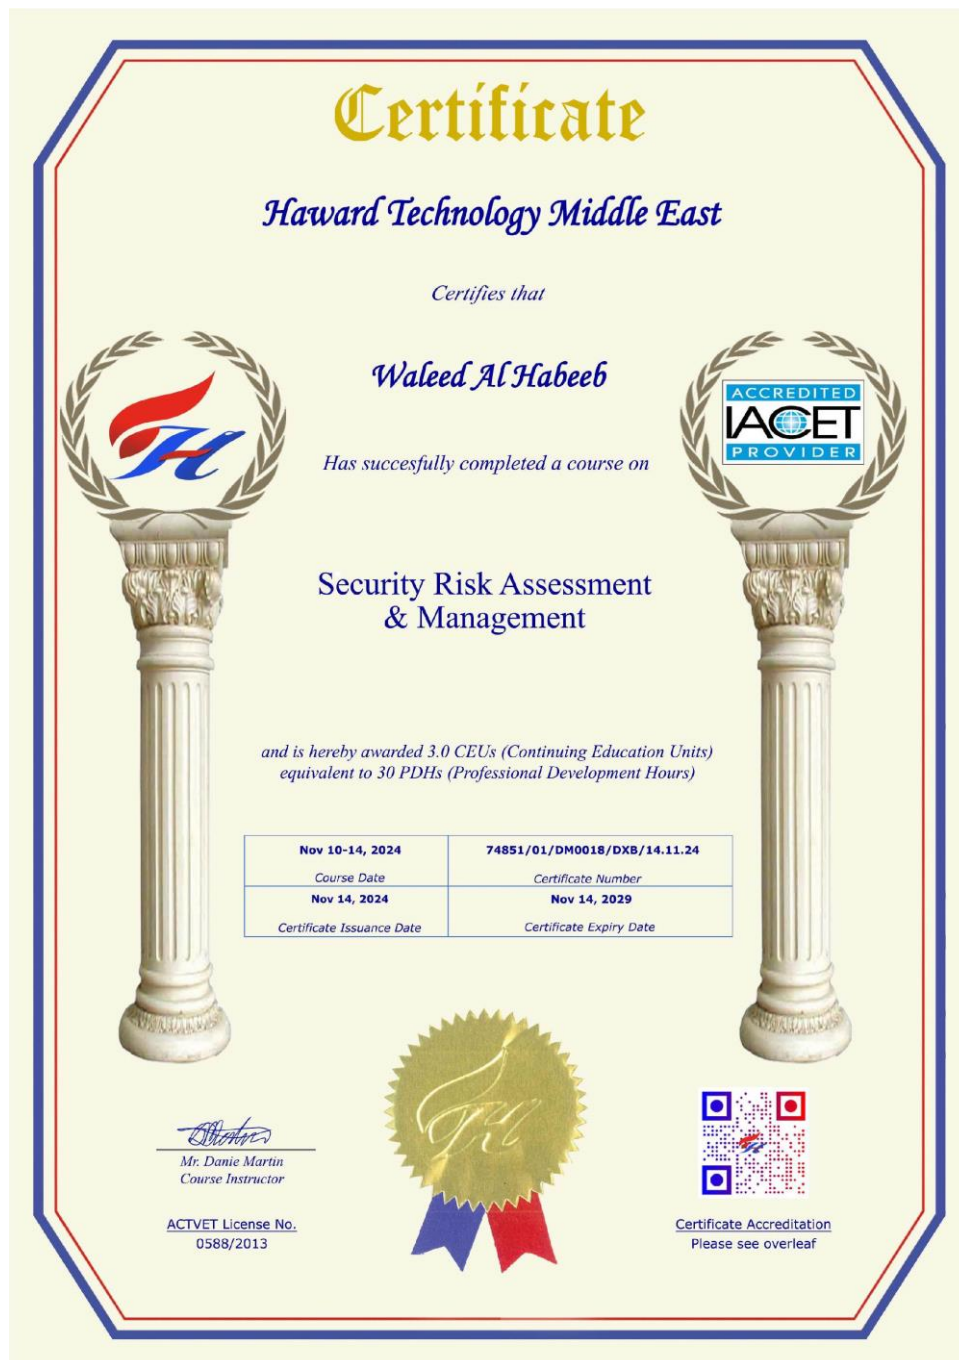 Certificate
Haward Technology Middle East
Certifies that
Waleed Al Habeeb
ACCREDITED
IACET
PROVIDER
Has succesfully completed a course on
Security Risk Assessment
& Management
and is hereby awarded 3.0 CEUs (Continuing Education Units)
equivalent to 30 PDHs (Professional Development Hours)
Nov 10-14, 2024
Course Date
74851/01/DM0018/DXB/14.11.24
Certificate Number
Nov 14, 2024
Certificate Issuance Date
Nov 14, 2029
Certificate Expiry Date
Mr. Danie Martin
Course Instructor
ACTVET License No.
0588/2013
Certificate Accreditation
Please see overleaf